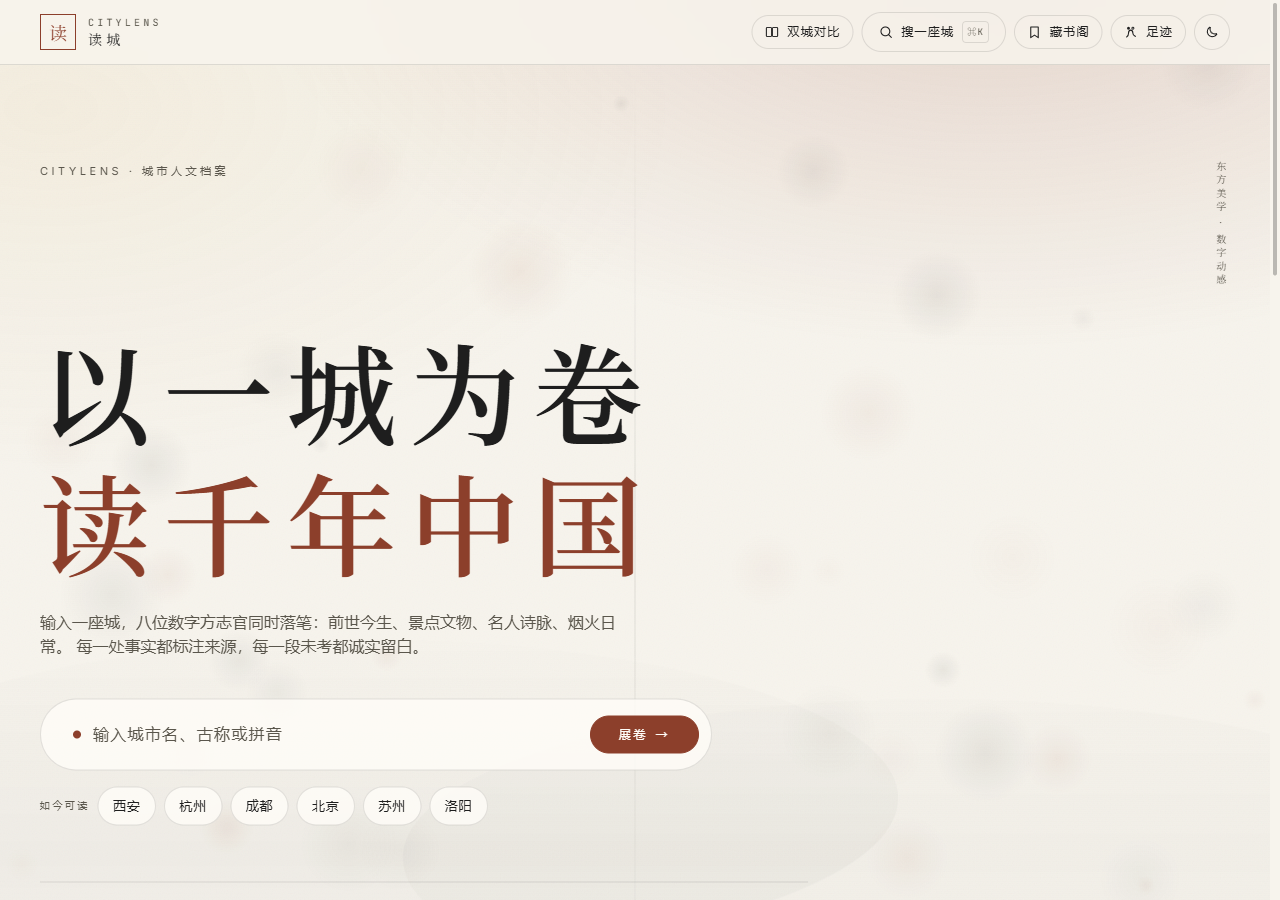 读
CITYLENS
读城
双城对比
搜一座城 ⌘K
藏书阁
足迹
CITYLENS · 城市人文档案
东方美学 · 数字动感
以一城为卷
读千年中国
输入一座城，八位数字方志官同时落笔：前世今生、景点文物、名人诗脉、烟火日
常。 每一处事实都标注来源，每一段未考都诚实留白。
输入城市名、古称或拼音
展卷 →
如今可读
西安
杭州
成都
北京
苏州
洛阳